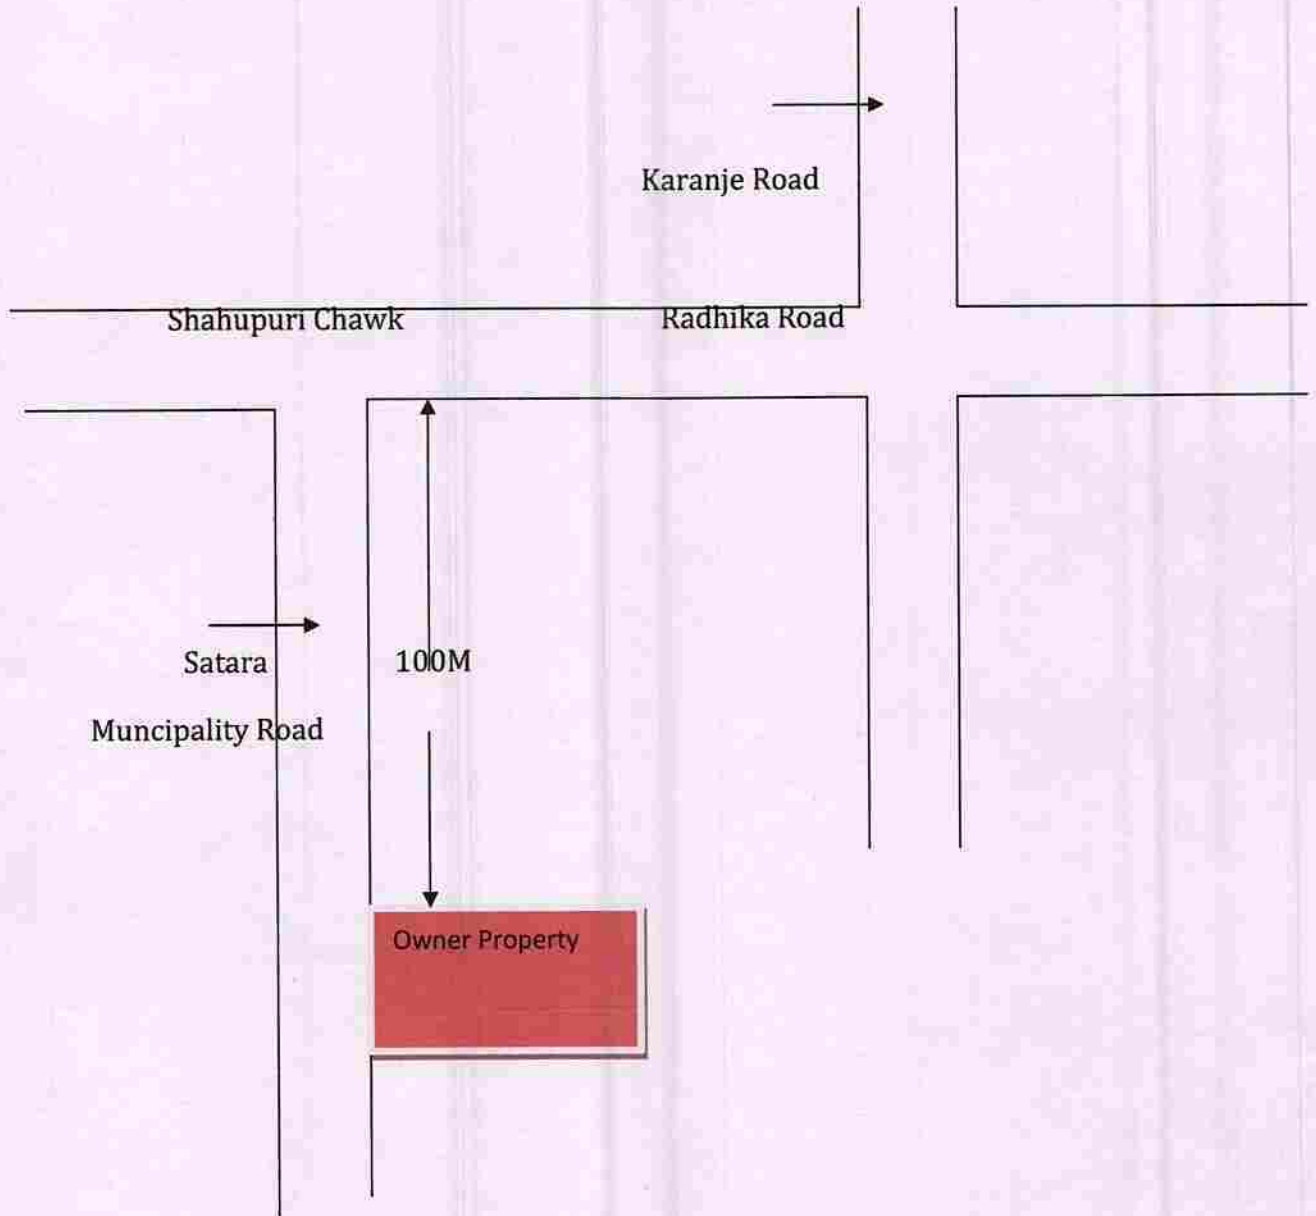 Karanje Road
Shahupuri Chawk
Radhika Road
Satara
100M
Muncipality Road
Owner Property